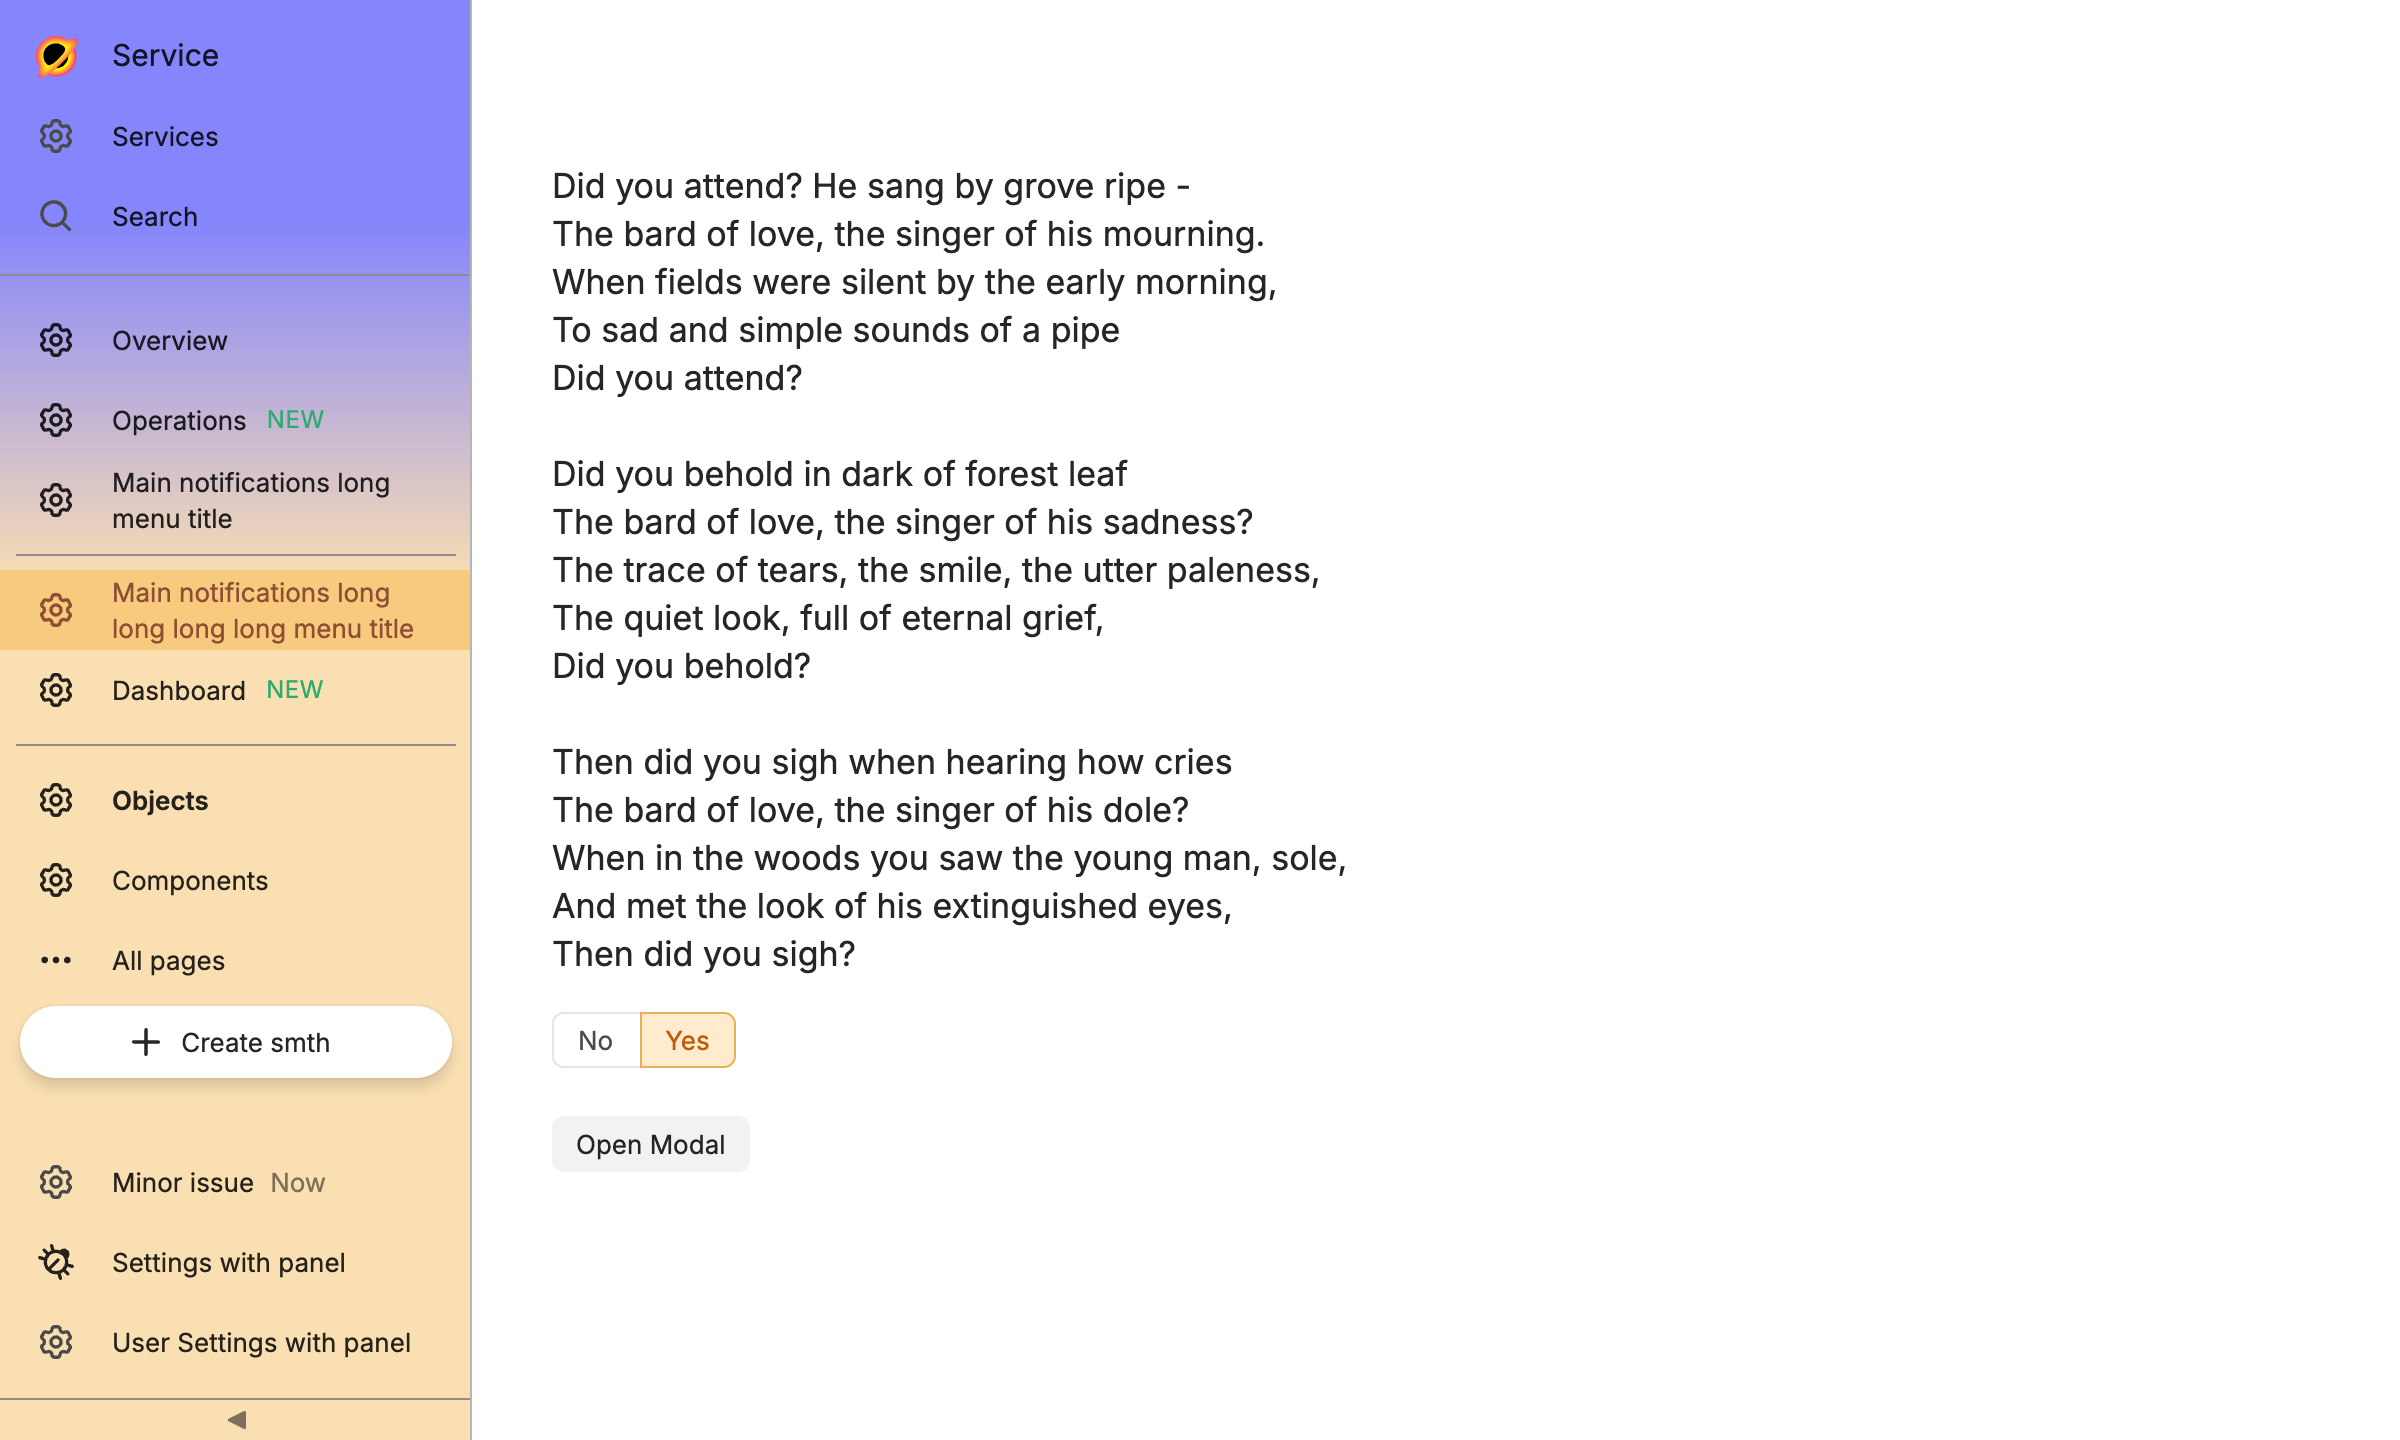 Service
Services
Search
Overview
Operations NEW
Main notifications long
menu title
Main notifications long
long long long menu title
Dashboard NEW
Objects
Components
All pages
Create smth
Minor issue Now
Settings with panel
User Settings with panel
Did you attend? He sang by grove ripe -
The bard of love, the singer of his mourning.
When fields were silent by the early morning,
To sad and simple sounds of a pipe
Did you attend?
Did you behold in dark of forest leaf
The bard of love, the singer of his sadness?
The trace of tears, the smile, the utter paleness,
The quiet look, full of eternal grief,
Did you behold?
Then did you sigh when hearing how cries
The bard of love, the singer of his dole?
When in the woods you saw the young man, sole,
And met the look of his extinguished eyes,
Then did you sigh?
No Yes
Open Modal